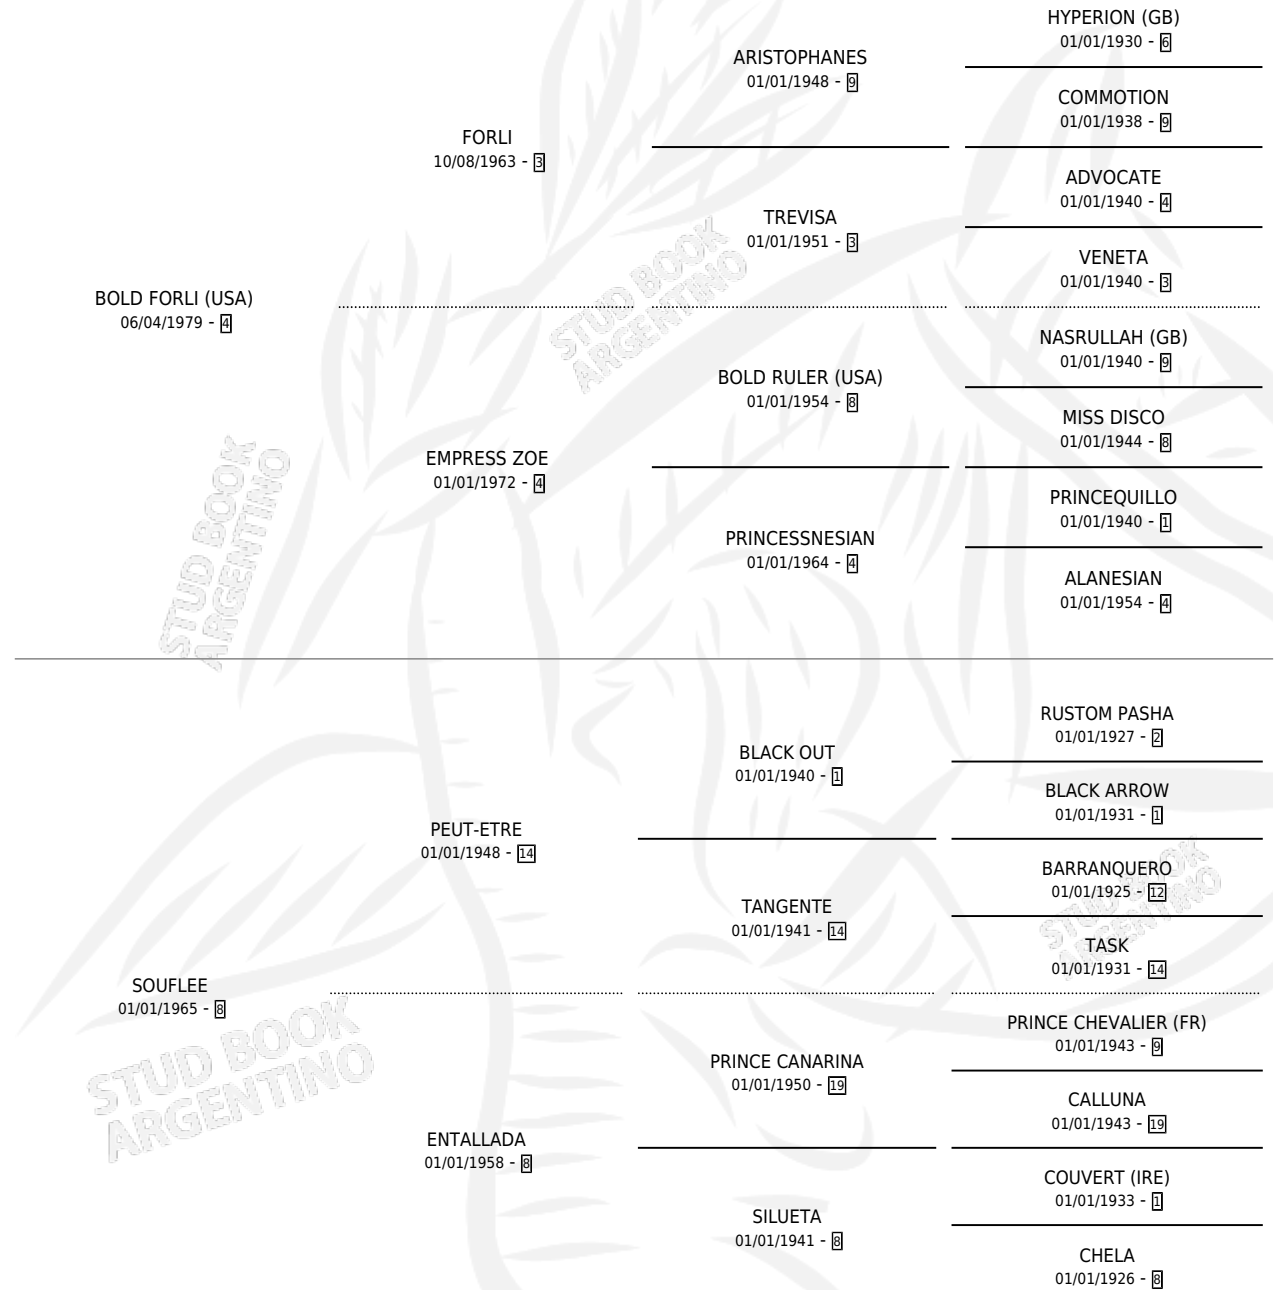 HYPERION (GB)
01/01/1930 - 6
ARISTOPHANES
01/01/1948 - 9
COMMOTION
01/01/1938 - 9
FORLI
10/08/1963 - 3
ADVOCATE
01/01/1940 - 4
TREVISA
01/01/1951 - 3
VENETA
01/01/1940 - 3
BOLD FORLI (USA)
06/04/1979 - 4
NASRULLAH (GB)
01/01/1940 - 9
BOLD RULER (USA)
01/01/1954 - 8
MISS DISCO
01/01/1944 - 8
EMPRESS ZOE
01/01/1972 - 4
PRINCEQUILLO
01/01/1940 - 1
PRINCESSNESIAN
01/01/1964 - 4
ALANESIAN
01/01/1954 - 4
STUD BOOK
ARGENTINO
STUD BOOK
ARGENTINO
RUSTOM PASHA
01/01/1927 - 2
BLACK OUT
01/01/1940 - 1
BLACK ARROW
01/01/1931 - 1
PEUT-ETRE
01/01/1948 - 14
BARRANQUERO
01/01/1925 - 12
TANGENTE
01/01/1941 - 14
TASK
01/01/1931 - 14
STUD BOOK
ARGENTINO
SOUFLEE
01/01/1965 - 8
PRINCE CHEVALIER (FR)
01/01/1943 - 9
PRINCE CANARINA
01/01/1950 - 19
CALLUNA
01/01/1943 - 19
STUD BOOK
ARGENTINO
ENTALLADA
01/01/1958 - 8
COUVERT (IRE)
01/01/1933 - 1
SILUETA
01/01/1941 - 8
CHELA
01/01/1926 - 8